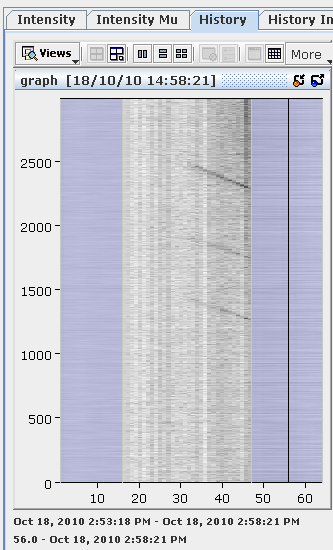 Intensity Intensity Mu History History In
Views More
graph [18/10/10 14:58:21]
2500
2000
1500
1000
500
0
10 20 30 40 50 60
Oct 18, 2010 2:53:18 PM - Oct 18, 2010 2:58:21 PM
56.0 - Oct 18, 2010 2:58:21 PM